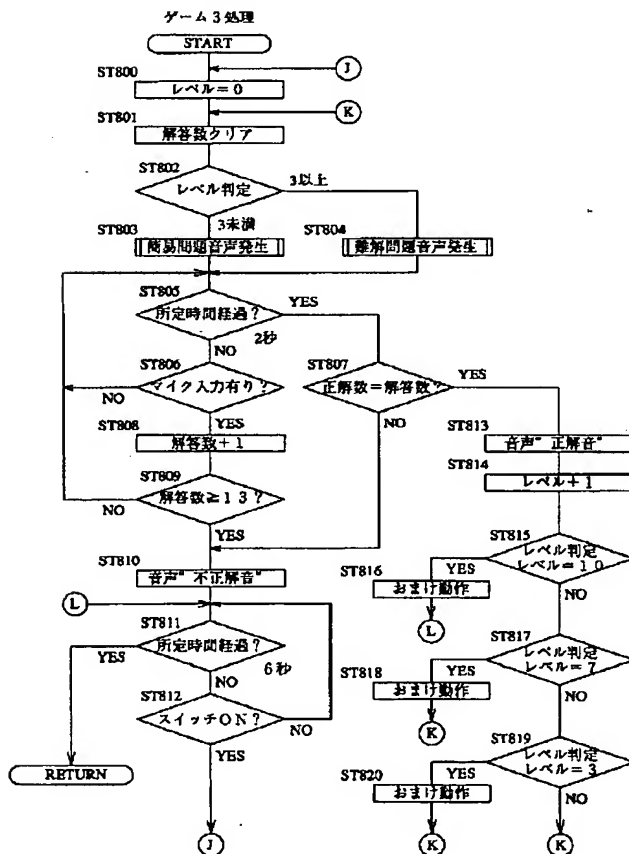 ゲーム3処理
START
J
ST800
レベル=0
K
ST801
解答数クリア
ST802
レベル判定
3以上
3未満
ST803
簡易問題音声発生
ST804
難解問題音声発生
ST805
所定時間経過?
YES
2秒
NO
ST806
マイク入力有り?
NO
YES
ST807
正解数=解答数?
YES
NO
ST808
解答数+1
ST809
解答数≧13?
NO
YES
ST813
音声"正解音"
ST814
レベル+1
ST810
音声"不正解音"
ST815
レベル判定
レベル=10
YES
NO
ST816
おまけ動作
L
L
ST811
所定時間経過?
YES
6秒
NO
ST817
レベル判定
レベル=7
YES
NO
ST818
おまけ動作
K
ST812
スイッチON?
NO
YES
ST819
レベル判定
レベル=3
YES
NO
ST820
おまけ動作
RETURN
J
K
K